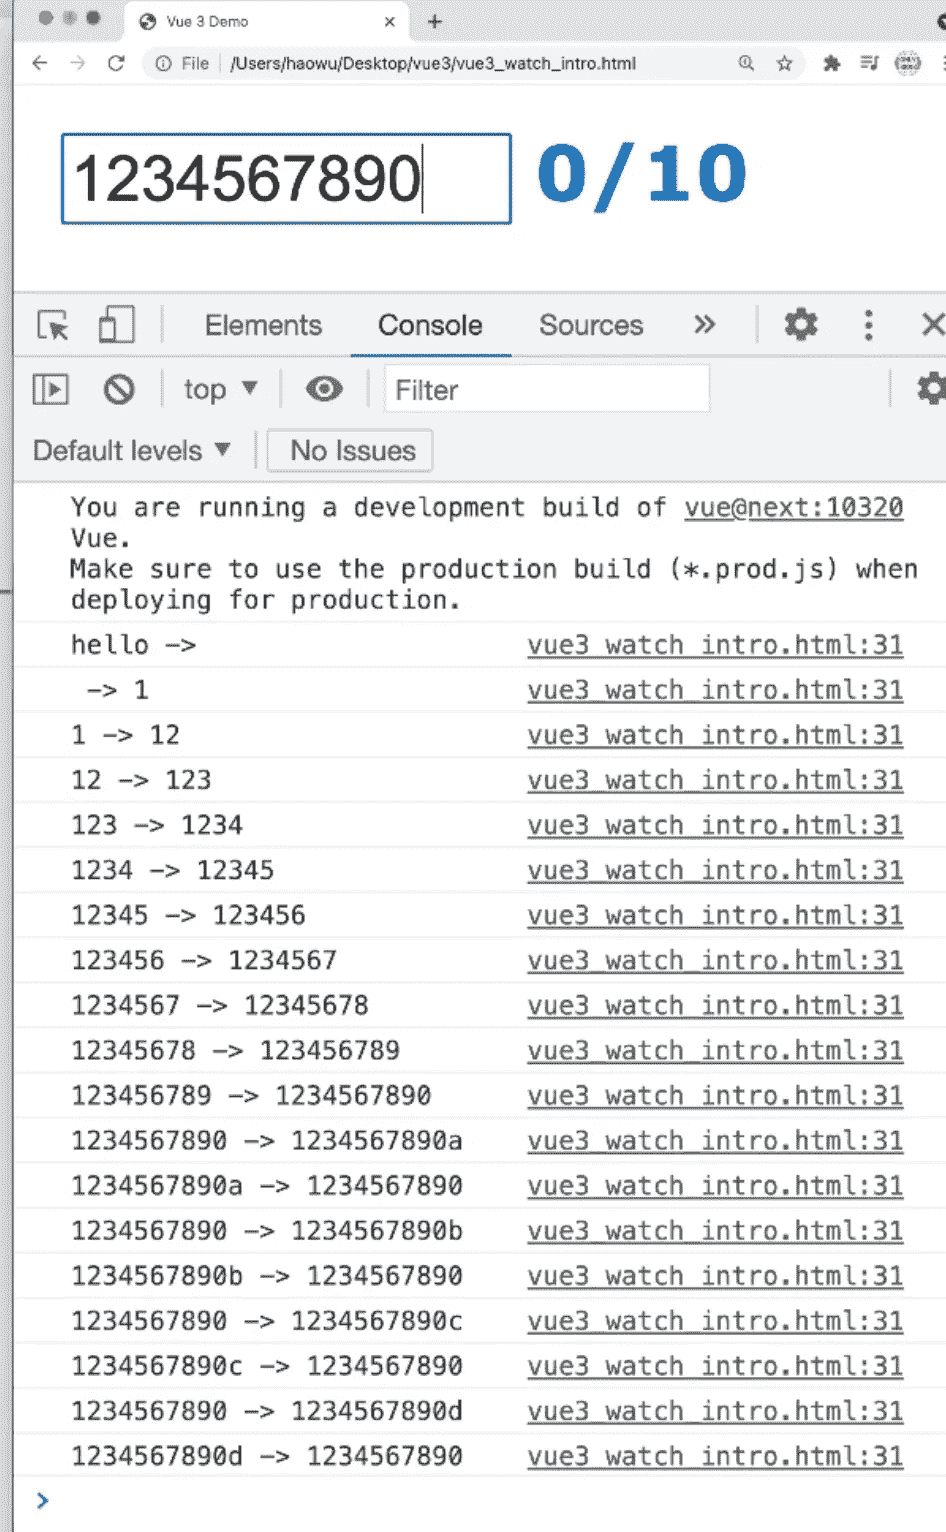 Vue 3 Demo
File /Users/haowu/Desktop/vue3/vue3_watch_intro.html
1234567890 0/10
Elements Console Sources
top Filter
Default levels No Issues
You are running a development build of vue@next:10320
Vue.
Make sure to use the production build (*.prod.js) when
deploying for production.
hello -> vue3_watch_intro.html:31
-> 1 vue3_watch_intro.html:31
1 -> 12 vue3_watch_intro.html:31
12 -> 123 vue3_watch_intro.html:31
123 -> 1234 vue3_watch_intro.html:31
1234 -> 12345 vue3_watch_intro.html:31
12345 -> 123456 vue3_watch_intro.html:31
123456 -> 1234567 vue3_watch_intro.html:31
1234567 -> 12345678 vue3_watch_intro.html:31
12345678 -> 123456789 vue3_watch_intro.html:31
123456789 -> 1234567890 vue3_watch_intro.html:31
1234567890 -> 1234567890a vue3_watch_intro.html:31
1234567890a -> 1234567890 vue3_watch_intro.html:31
1234567890 -> 1234567890b vue3_watch_intro.html:31
1234567890b -> 1234567890 vue3_watch_intro.html:31
1234567890 -> 1234567890c vue3_watch_intro.html:31
1234567890c -> 1234567890 vue3_watch_intro.html:31
1234567890 -> 1234567890d vue3_watch_intro.html:31
1234567890d -> 1234567890 vue3_watch_intro.html:31